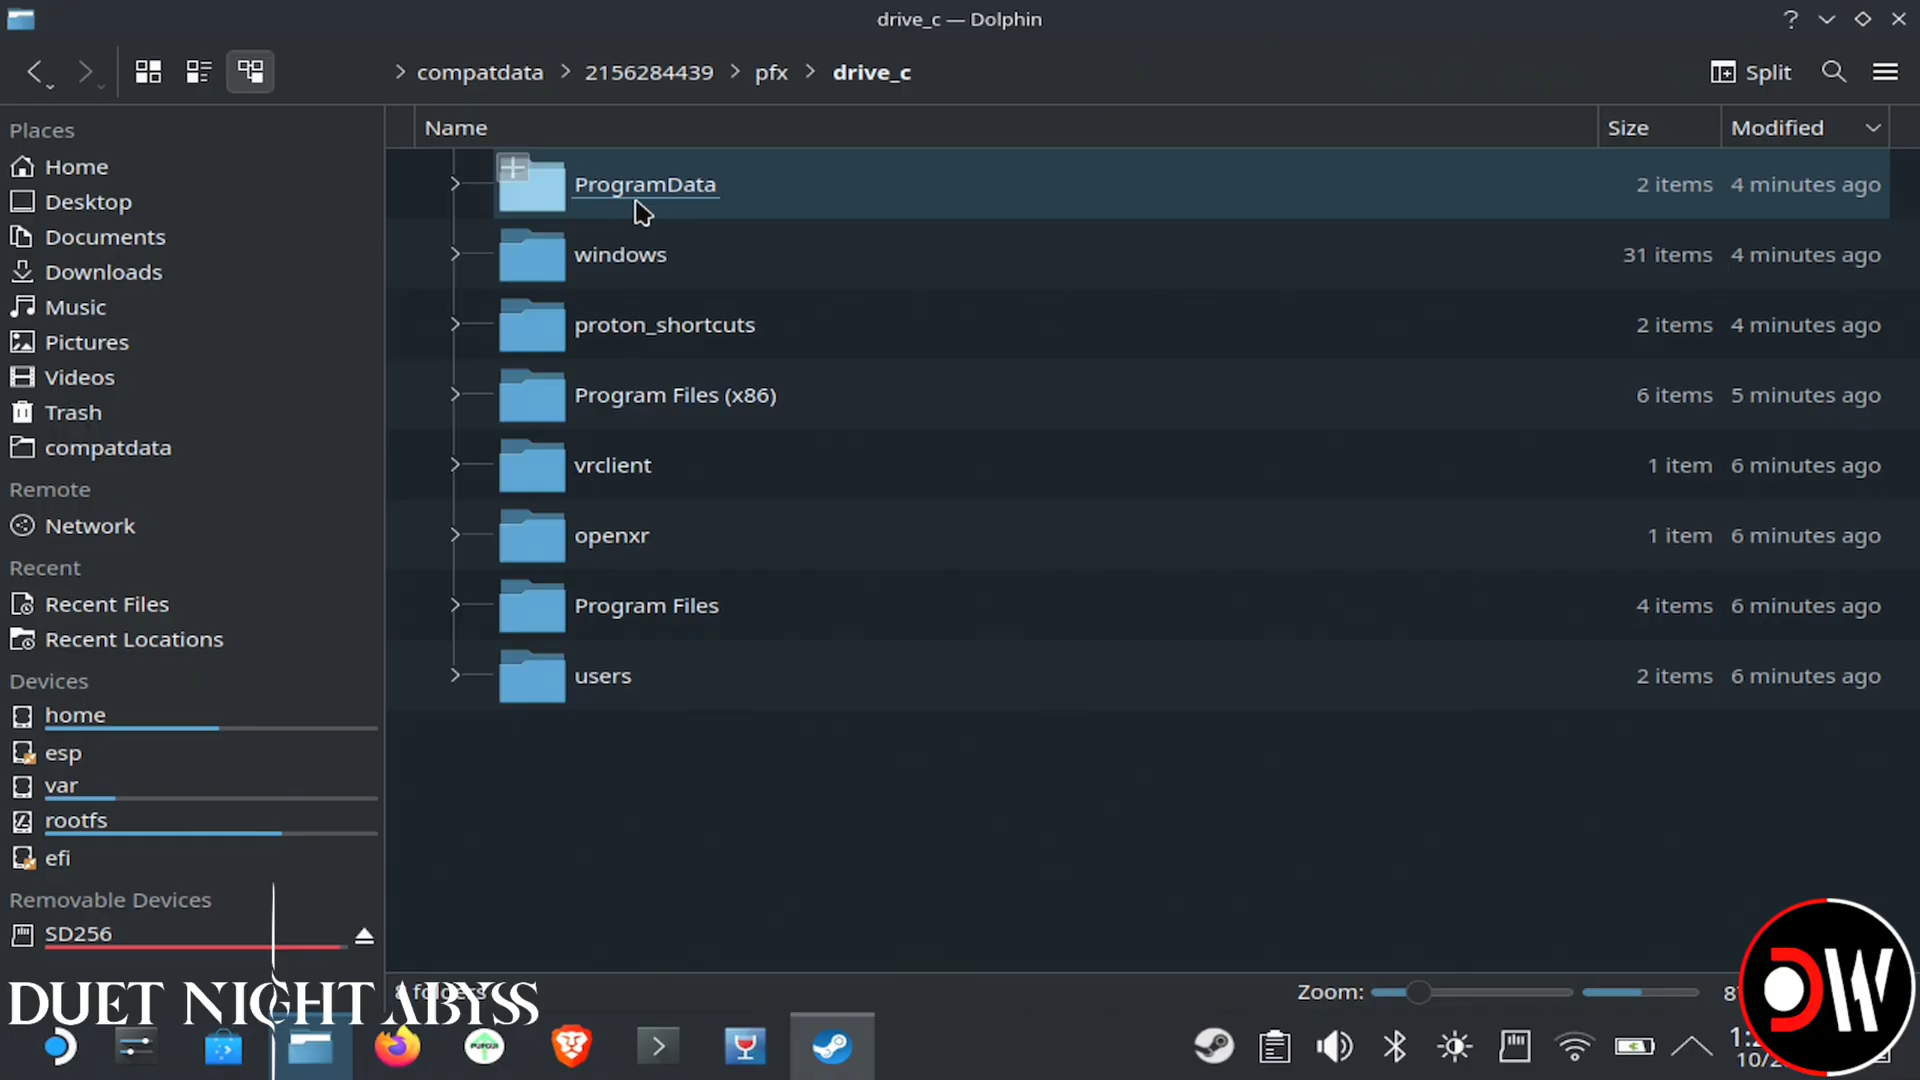 drive_c — Dolphin
compatdata > 2156284439 > pfx > drive_c
Split
Name Size Modified
Places
Home
Desktop
Documents
Downloads
Music
Pictures
Videos
Trash
compatdata
Remote
Network
Recent
Recent Files
Recent Locations
Devices
home
esp
var
rootfs
efi
Removable Devices
SD256
ProgramData 2 items 4 minutes ago
windows 31 items 4 minutes ago
proton_shortcuts 2 items 4 minutes ago
Program Files (x86) 6 items 5 minutes ago
vrclient 1 item 6 minutes ago
openxr 1 item 6 minutes ago
Program Files 4 items 6 minutes ago
users 2 items 6 minutes ago
Zoom:
DUET NIGHT ABYSS
DW